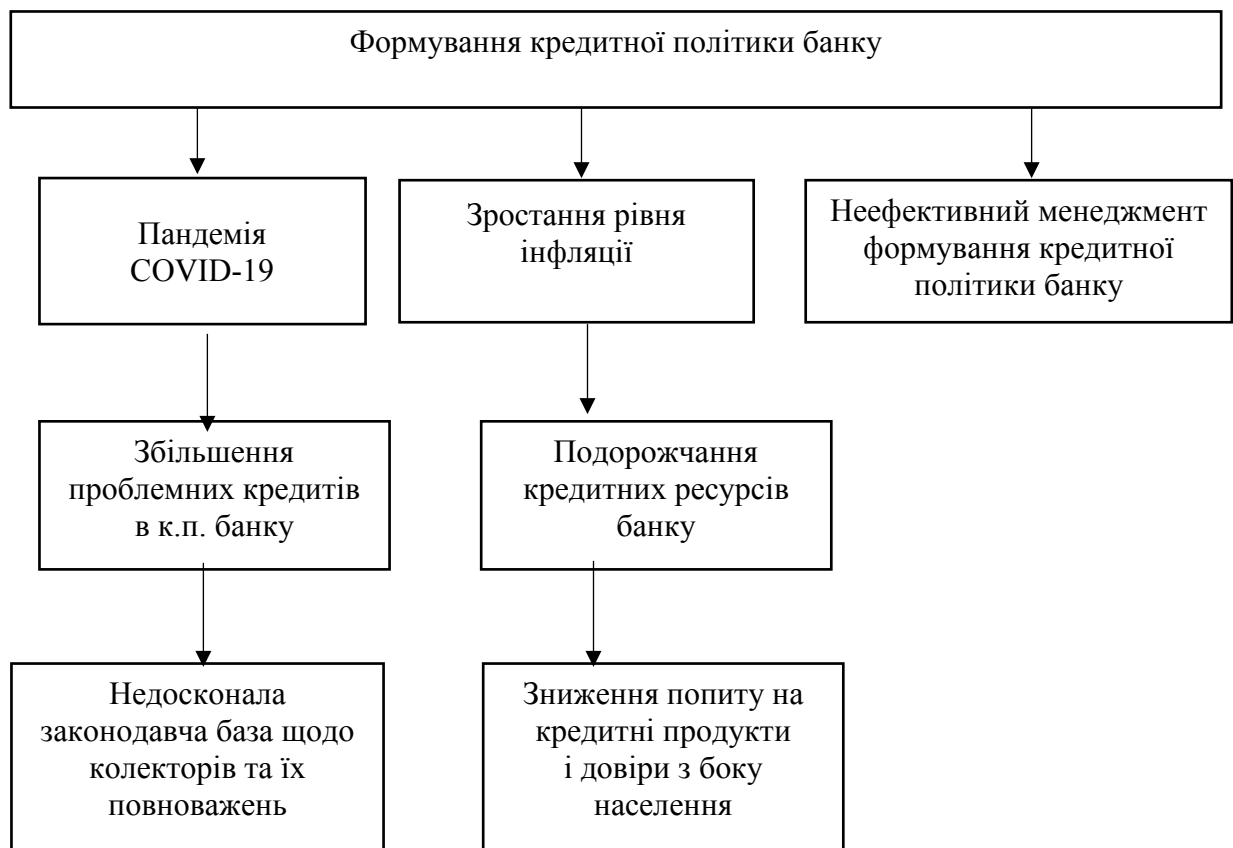 Формування кредитної політики банку
Пандемія
COVID-19
Зростання рівня
інфляції
Неефективний менеджмент
формування кредитної
політики банку
Збільшення
проблемних кредитів
в к.п. банку
Подорожчання
кредитних ресурсів
банку
Недосконала
законодавча база щодо
колекторів та їх
повноважень
Зниження попиту на
кредитні продукти
і довіри з боку
населення